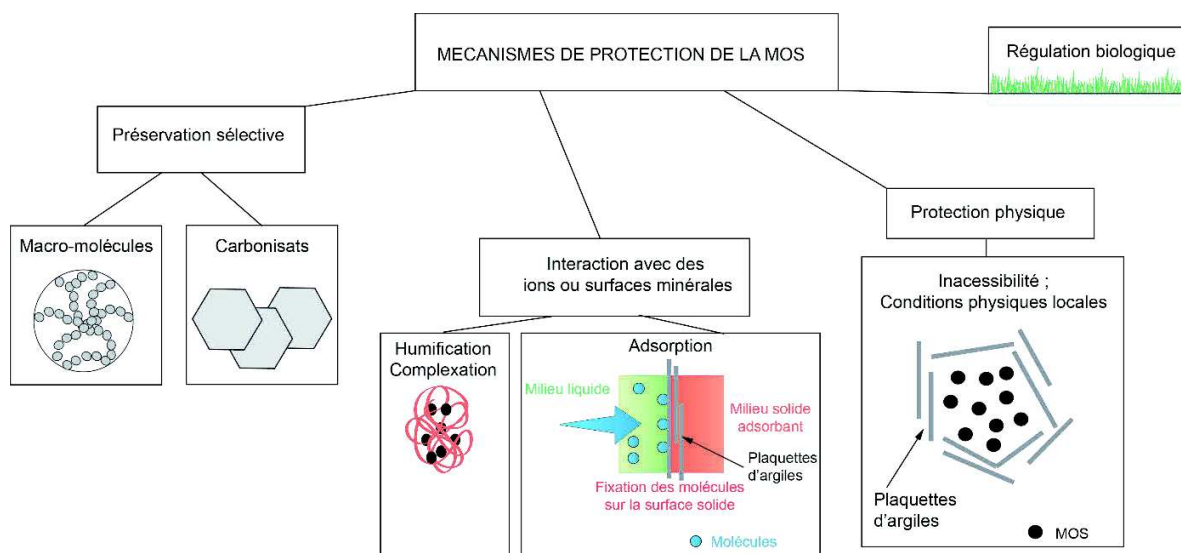 MECANISMES DE PROTECTION DE LA MOS
Régulation biologique
Préservation sélective
Macro-molécules
Carbonisats
Interaction avec des
ions ou surfaces minérales
Protection physique
Humification
Complexation
Adsorption
Milieu liquide
Milieu solide
adsorbant
Plaquettes
d'argiles
Fixation des molécules
sur la surface solide
Molécules
Inacessibilité ;
Conditions physiques locales
Plaquettes
d'argiles
MOS